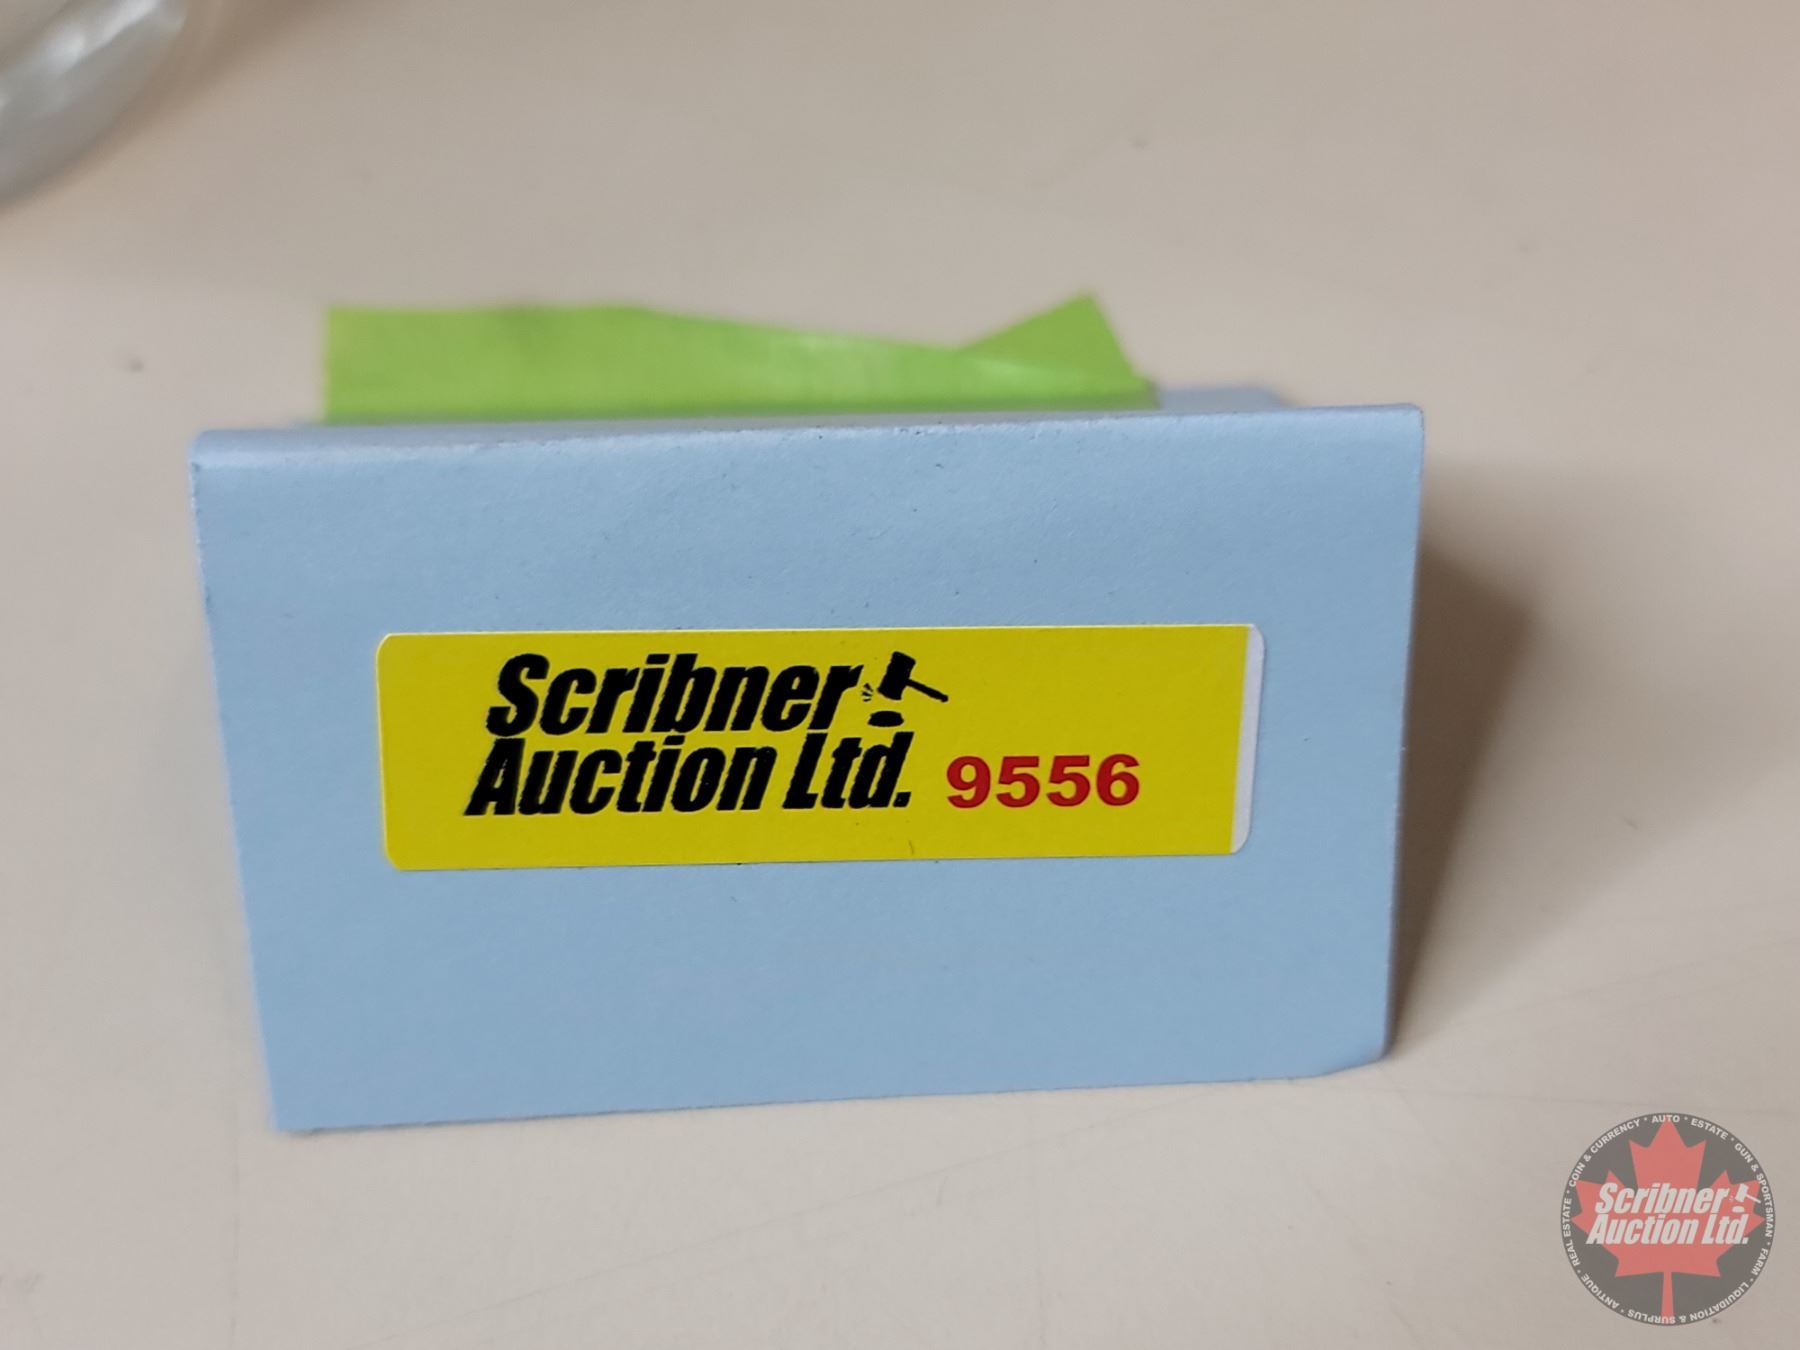 Scribner
Auction Ltd. 9556
COIN & CURRENCY • AUTO • ESTATE • GUN & SPORTSMAN • FARM • LIQUIDATION & SURPLUS • ANTIQUE • REAL ESTATE •
Scribner
Auction Ltd.